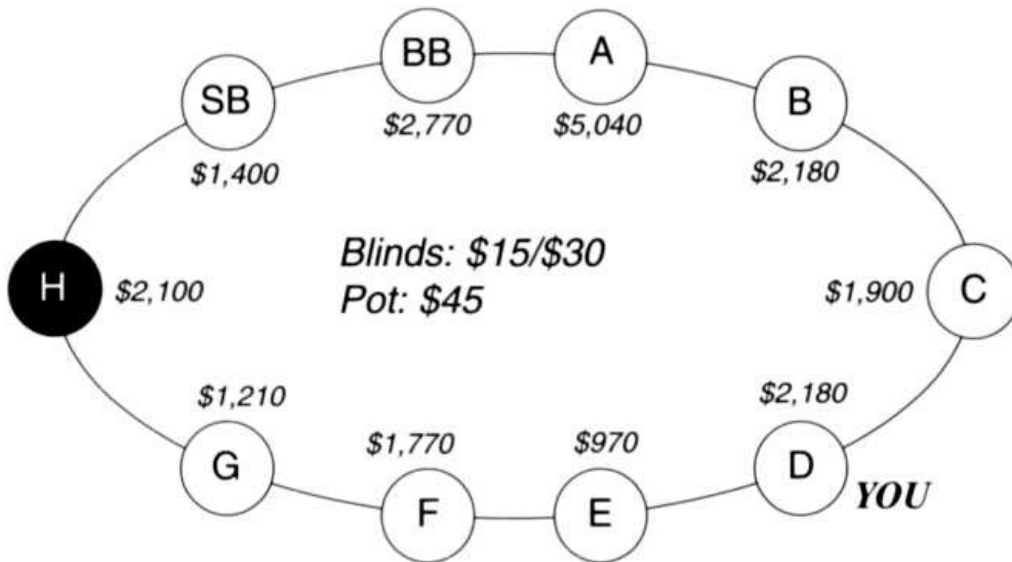 BB
A
SB
B
$2,770
$5,040
$1,400
$2,180
Blinds: $15/$30
Pot: $45
H
$2,100
$1,900
C
$1,210
$1,770
$970
$2,180
G
F
E
D
YOU